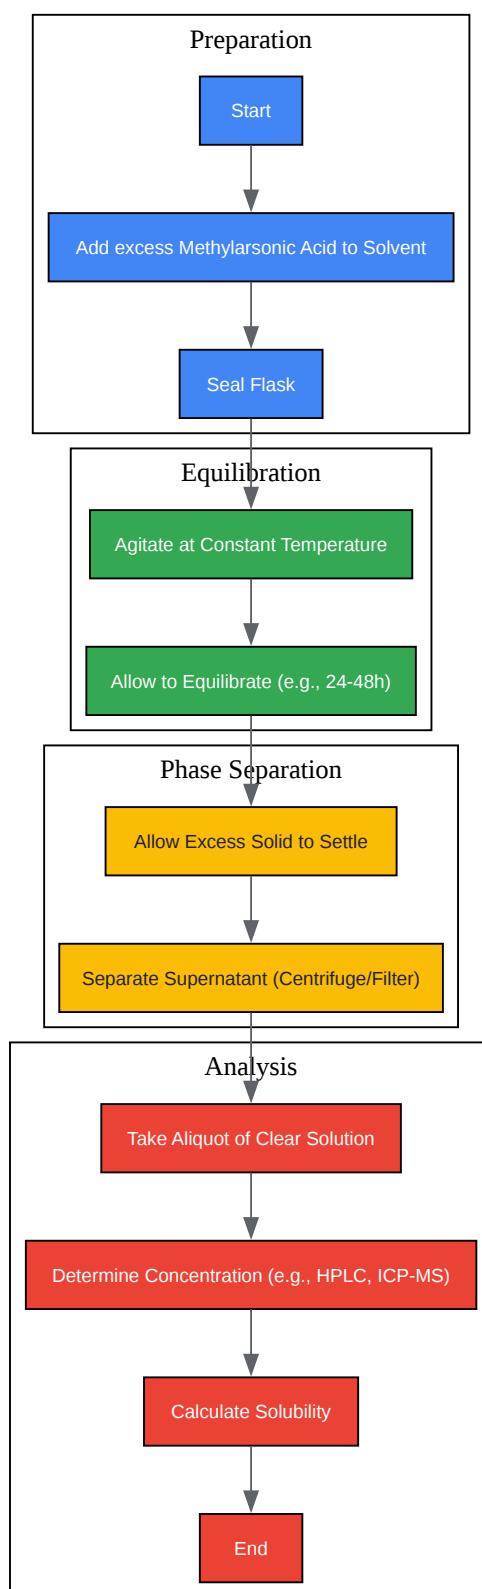 Preparation
Start
Add excess Methylarsonic Acid to Solvent
Seal Flask
Equilibration
Agitate at Constant Temperature
Allow to Equilibrate (e.g., 24-48h)
Phase Separation
Allow Excess Solid to Settle
Separate Supernatant (Centrifuge/Filter)
Analysis
Take Aliquot of Clear Solution
Determine Concentration (e.g., HPLC, ICP-MS)
Calculate Solubility
End